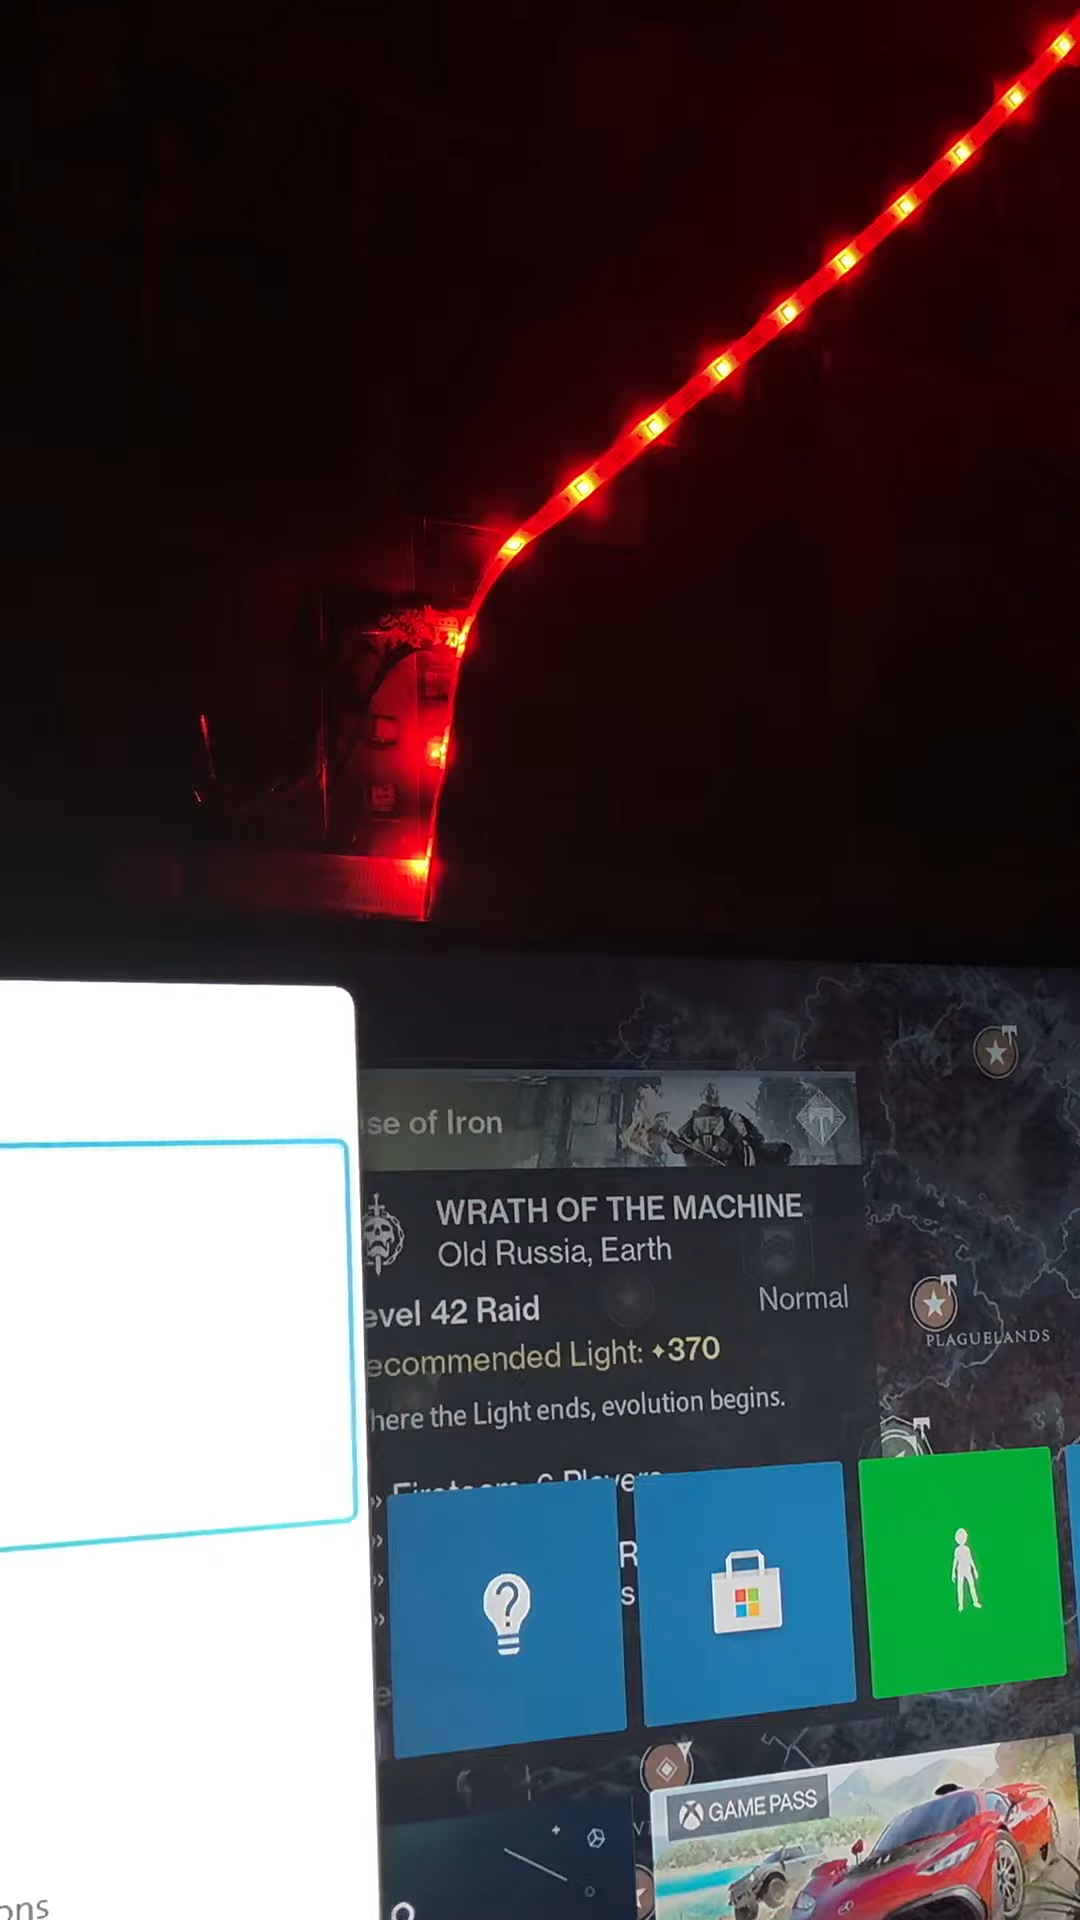 se of Iron
WRATH OF THE MACHINE
Old Russia, Earth
evel 42 Raid
Normal
ecommended Light: 370
here the Light ends, evolution begins.
PLAGUELANDS
R
s
GAME PASS
ons